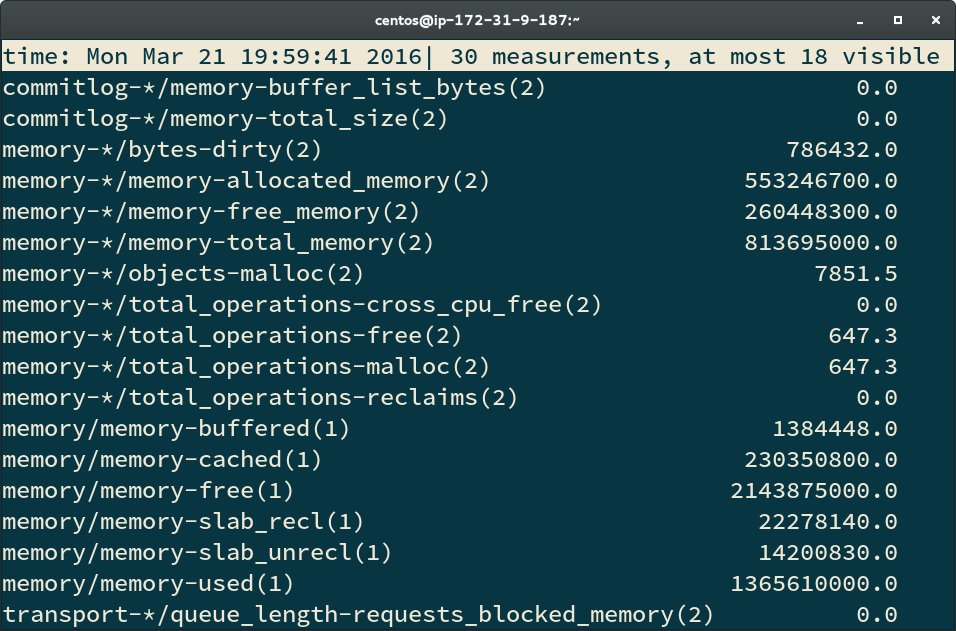 centos@ip-172-31-9-187:~
time: Mon Mar 21 19:59:41 2016| 30 measurements, at most 18 visible
commitlog-*/memory-buffer_list_bytes(2) 0.0
commitlog-*/memory-total_size(2) 0.0
memory-*/bytes-dirty(2) 786432.0
memory-*/memory-allocated_memory(2) 553246700.0
memory-*/memory-free_memory(2) 260448300.0
memory-*/memory-total_memory(2) 813695000.0
memory-*/objects-malloc(2) 7851.5
memory-*/total_operations-cross_cpu_free(2) 0.0
memory-*/total_operations-free(2) 647.3
memory-*/total_operations-malloc(2) 647.3
memory-*/total_operations-reclaims(2) 0.0
memory/memory-buffered(1) 1384448.0
memory/memory-cached(1) 230350800.0
memory/memory-free(1) 2143875000.0
memory/memory-slab_recl(1) 22278140.0
memory/memory-slab_unrecl(1) 14200830.0
memory/memory-used(1) 1365610000.0
transport-*/queue_length-requests_blocked_memory(2) 0.0